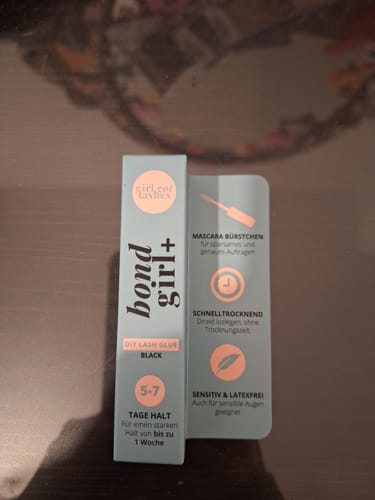 girl got
lashes
bond
girl+
DIY LASH GLUE
BLACK
5-7
TAGE HALT
Für einen starken
Halt von bis zu
1 Woche
MASCARA BÜRSTCHEN
für sparsames und
genaues Auftragen
SCHNELLTROCKNEND
Direkt loslegen, ohne
Trocknungszeit.
SENSITIV & LATEXFREI
Auch für sensible Augen
geeignet